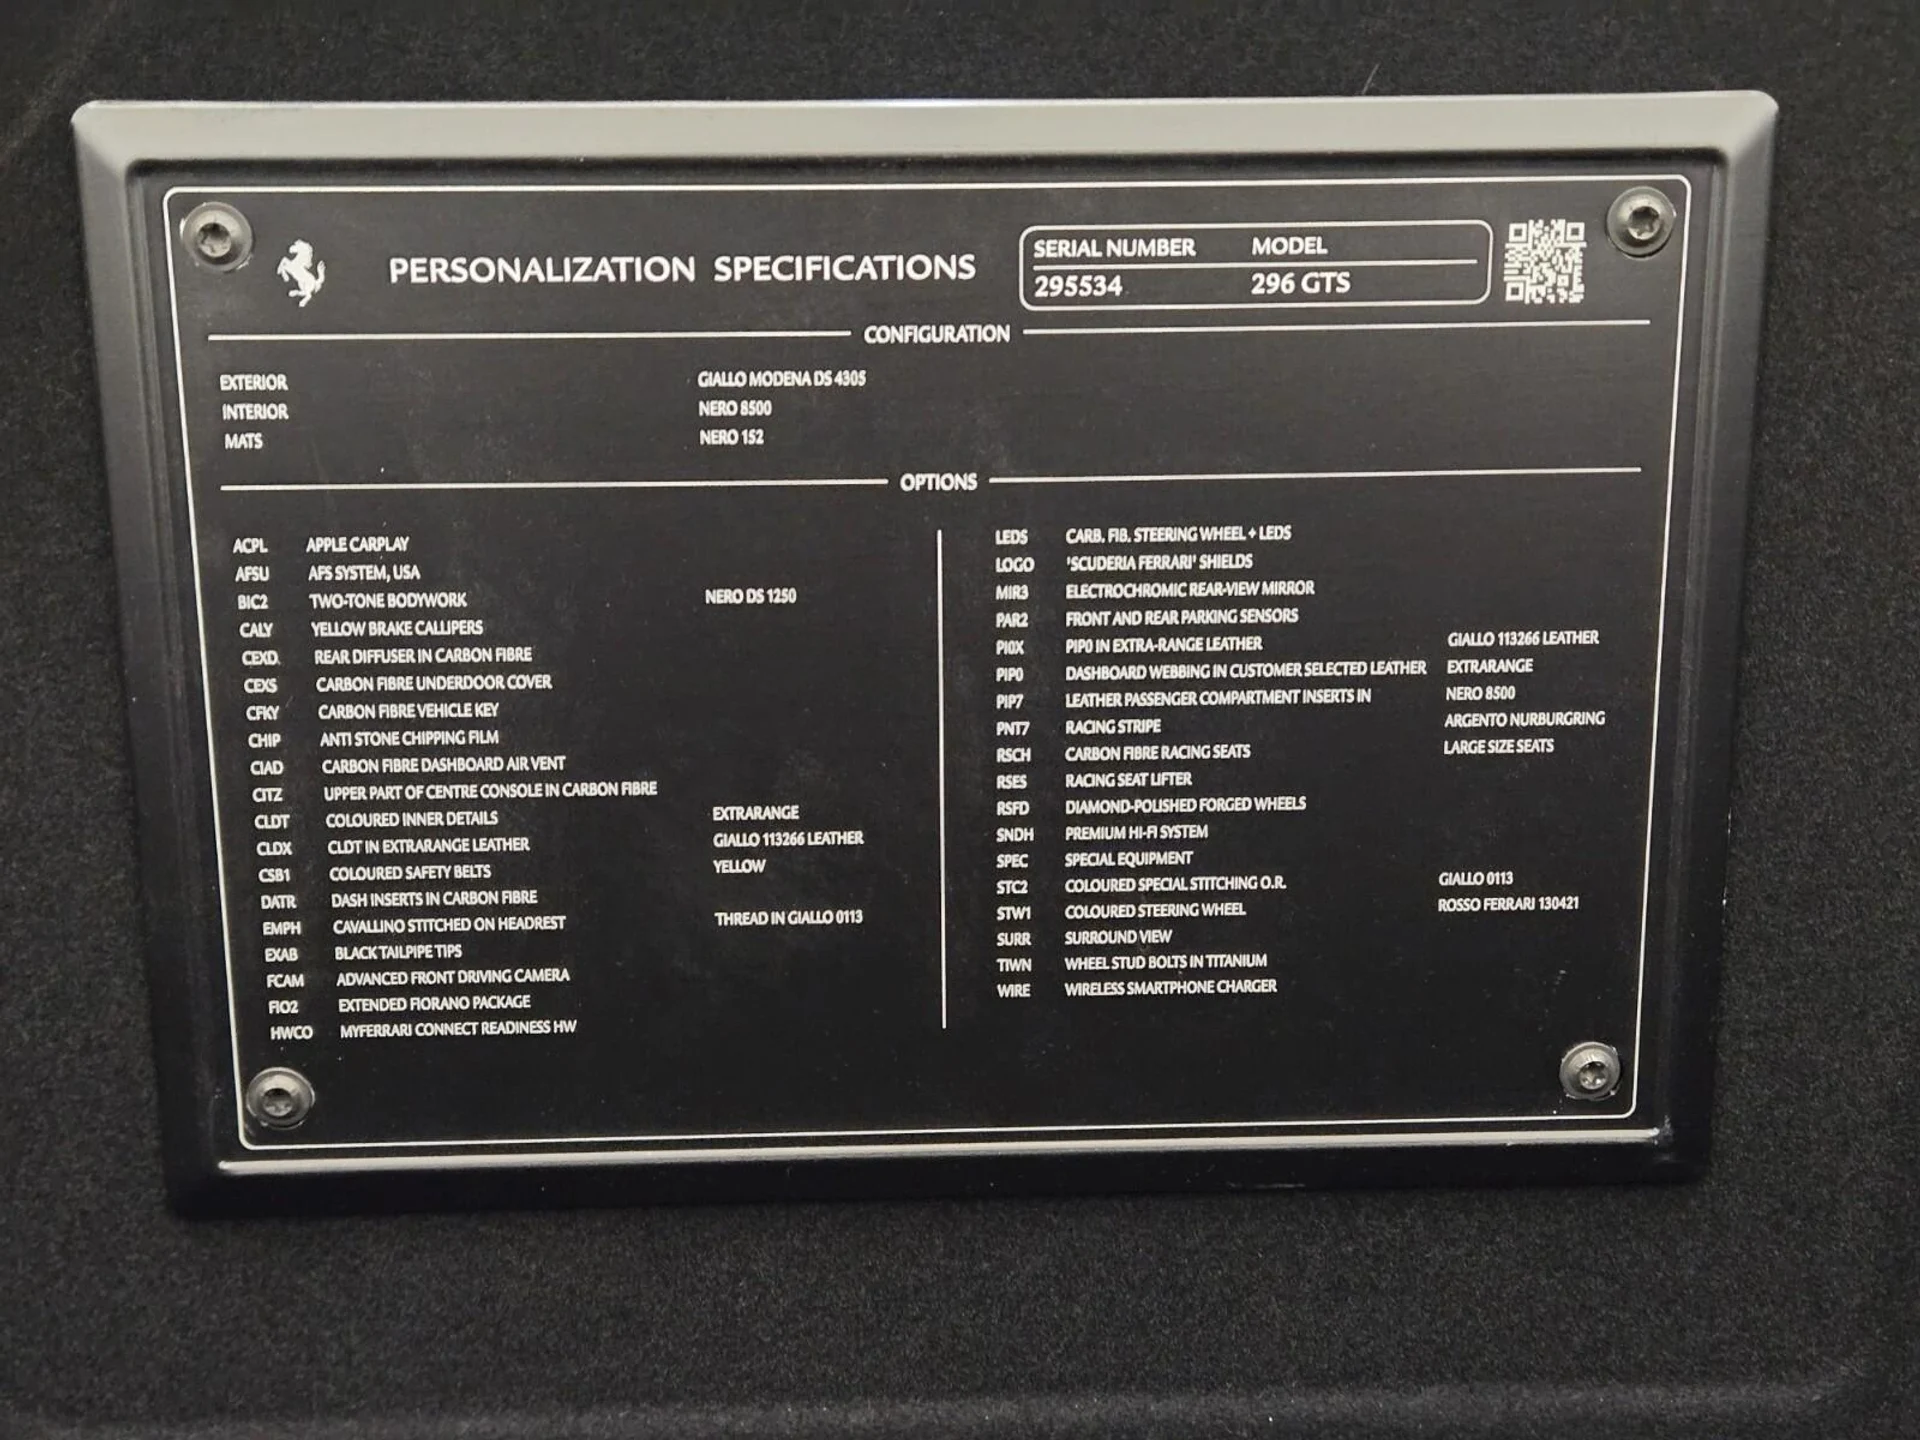 PERSONALIZATION SPECIFICATIONS
SERIAL NUMBER MODEL
295534 296 GTS
CONFIGURATION
EXTERIOR GIALLO MODENA DS 4305
INTERIOR NERO 8500
MATS NERO 152
OPTIONS
ACPL APPLE CARPLAY
AFSU AFS SYSTEM, USA
BIC2 TWO-TONE BODYWORK NERO DS 1250
CALY YELLOW BRAKE CALLIPERS
CEXD REAR DIFFUSER IN CARBON FIBRE
CEXS CARBON FIBRE UNDERDOOR COVER
CFKY CARBON FIBRE VEHICLE KEY
CHIP ANTI STONE CHIPPING FILM
CIAD CARBON FIBRE DASHBOARD AIR VENT
CITZ UPPER PART OF CENTRE CONSOLE IN CARBON FIBRE
CLDT COLOURED INNER DETAILS EXTRARANGE
CLDX CLDT IN EXTRARANGE LEATHER GIALLO 113266 LEATHER
CSB1 COLOURED SAFETY BELTS YELLOW
DATR DASH INSERTS IN CARBON FIBRE
EMPH CAVALLINO STITCHED ON HEADREST THREAD IN GIALLO 0113
EXAB BLACK TAILPIPE TIPS
FCAM ADVANCED FRONT DRIVING CAMERA
FIO2 EXTENDED FIORANO PACKAGE
HWCO MYFERRARI CONNECT READINESS HW
LEDS CARB. FIB. STEERING WHEEL + LEDS
LOGO 'SCUDERIA FERRARI' SHIELDS
MIR3 ELECTROCHROMIC REAR-VIEW MIRROR
PAR2 FRONT AND REAR PARKING SENSORS
PI0X PIP0 IN EXTRA-RANGE LEATHER GIALLO 113266 LEATHER
PIP0 DASHBOARD WEBBING IN CUSTOMER SELECTED LEATHER EXTRARANGE
PIP7 LEATHER PASSENGER COMPARTMENT INSERTS IN NERO 8500
PNT7 RACING STRIPE ARGENTO NURBURGRING
RSCH CARBON FIBRE RACING SEATS LARGE SIZE SEATS
RSES RACING SEAT LIFTER
RSFD DIAMOND-POLISHED FORGED WHEELS
SNDH PREMIUM HI-FI SYSTEM
SPEC SPECIAL EQUIPMENT
STC2 COLOURED SPECIAL STITCHING O.R. GIALLO 0113
STW1 COLOURED STEERING WHEEL ROSSO FERRARI 130421
SURR SURROUND VIEW
TIWN WHEEL STUD BOLTS IN TITANIUM
WIRE WIRELESS SMARTPHONE CHARGER